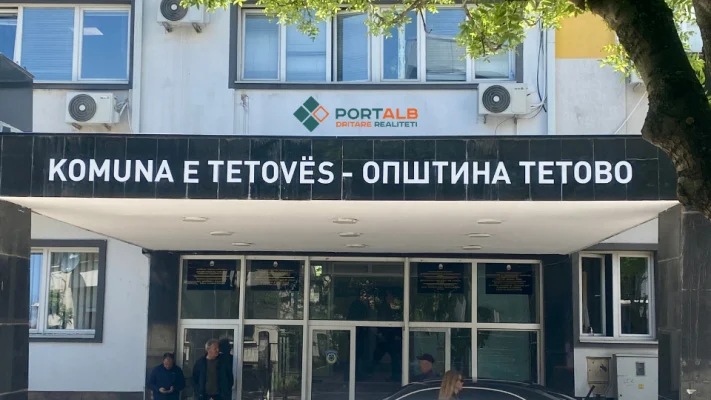 PORTALB
DRITARE REALITETI
KOMUNA E TETOVËS - ОПШТИНА ТЕТОВО